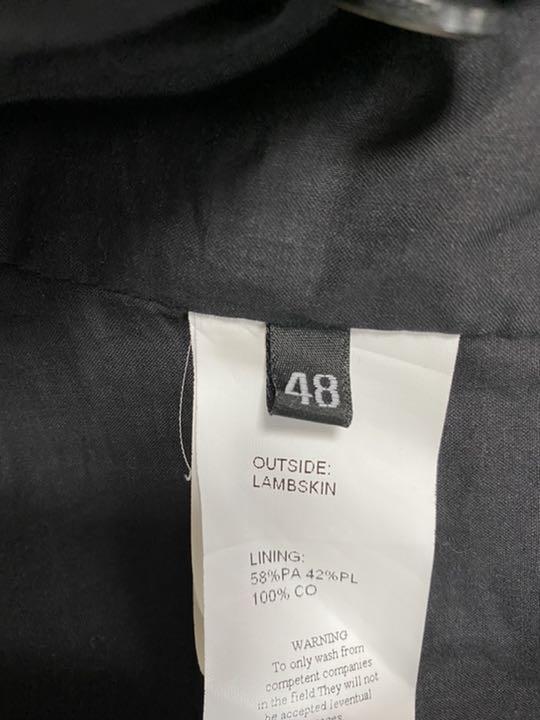 48
OUTSIDE:
LAMBSKIN
LINING:
58%PA 42%PL
100% CO
WARNING
To only wash from
competent companies
in the field They will not
be accepted leventual